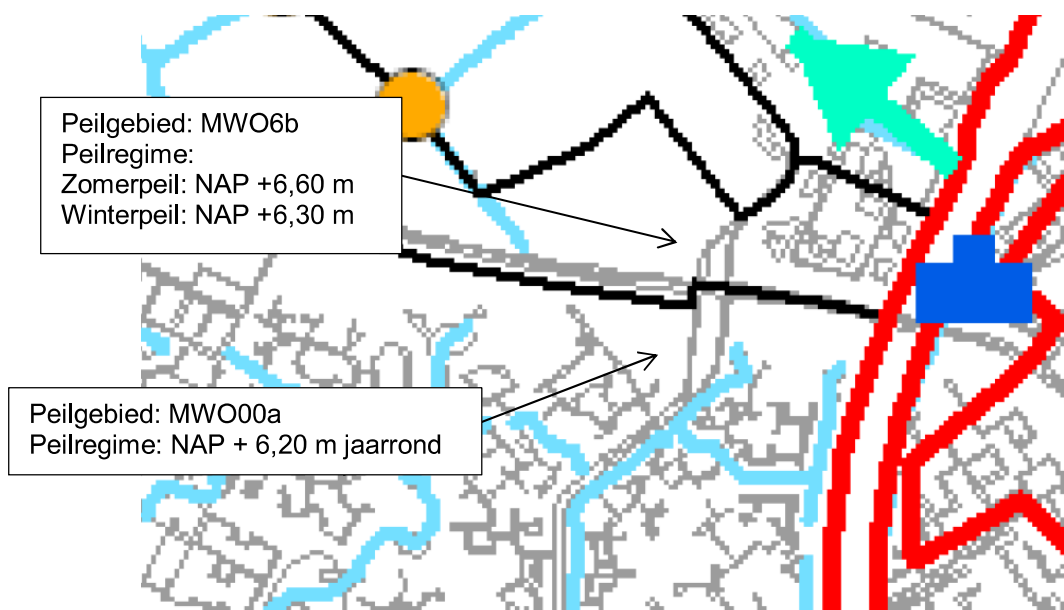 Peilgebied: MWO6b
Peilregime:
Zomerpeil: NAP +6,60 m
Winterpeil: NAP +6,30 m
Peilgebied: MWO00a
Peilregime: NAP + 6,20 m jaarrond